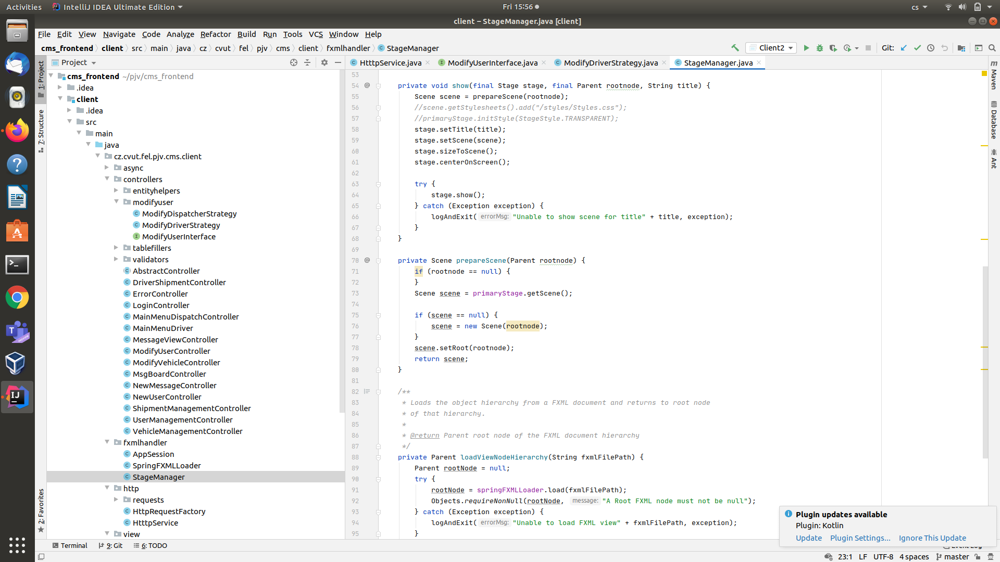 Activities IntelliJ IDEA Ultimate Edition Fri 15:56 cs
client – StageManager.java [client]
File Edit View Navigate Code Analyze Refactor Build Run Tools VCS Window Help
cms_frontend client src main java cz cvut fel pjv cms client fxmlhandler StageManager Client2 Git:
Project HtttpService.java ModifyUserInterface.java ModifyDriverStrategy.java StageManager.java
1: Project
7: Structure
2: Favorites
cms_frontend ~/pjv/cms_frontend
.idea
client
.idea
src
main
java
cz.cvut.fel.pjv.cms.client
async
controllers
entityhelpers
modifyuser
ModifyDispatcherStrategy
ModifyDriverStrategy
ModifyUserInterface
tablefillers
validators
AbstractController
DriverShipmentController
ErrorController
LoginController
MainMenuDispatchController
MainMenuDriver
MessageViewController
ModifyUserController
ModifyVehicleController
MsgBoardController
NewMessageController
NewUserController
ShipmentManagementController
UserManagementController
VehicleManagementController
fxmlhandler
AppSession
SpringFXMLLoader
StageManager
http
requests
HttpRequestFactory
HtttpService
view
53
54 @ private void show(final Stage stage, final Parent rootnode, String title) {
55 Scene scene = prepareScene(rootnode);
56 //scene.getStylesheets().add("/styles/Styles.css");
57 //primaryStage.initStyle(StageStyle.TRANSPARENT);
58 stage.setTitle(title);
59 stage.setScene(scene);
60 stage.sizeToScene();
61 stage.centerOnScreen();
62
63 try {
64 stage.show();
65 } catch (Exception exception) {
66 logAndExit( errorMsg: "Unable to show scene for title" + title, exception);
67 }
68 }
69
70 @ private Scene prepareScene(Parent rootnode) {
71 if (rootnode == null) {
72 }
73 Scene scene = primaryStage.getScene();
74
75 if (scene == null) {
76 scene = new Scene(rootnode);
77 }
78 scene.setRoot(rootnode);
79 return scene;
80 }
81
82 /**
83 * Loads the object hierarchy from a FXML document and returns to root node
84 * of that hierarchy.
85 *
86 * @return Parent root node of the FXML document hierarchy
87 */
88 private Parent loadViewNodeHierarchy(String fxmlFilePath) {
89 Parent rootNode = null;
90 try {
91 rootNode = springFXMLLoader.load(fxmlFilePath);
92 Objects.requireNonNull(rootNode, message: "A Root FXML node must not be null");
93 } catch (Exception exception) {
94 logAndExit( errorMsg: "Unable to load FXML view" + fxmlFilePath, exception);
95 }
m Maven
Database
Ant
Plugin updates available
Plugin: Kotlin
Update Plugin Settings... Ignore This Update
Terminal 9: Git 6: TODO Event Log
23:1 LF UTF-8 4 spaces master